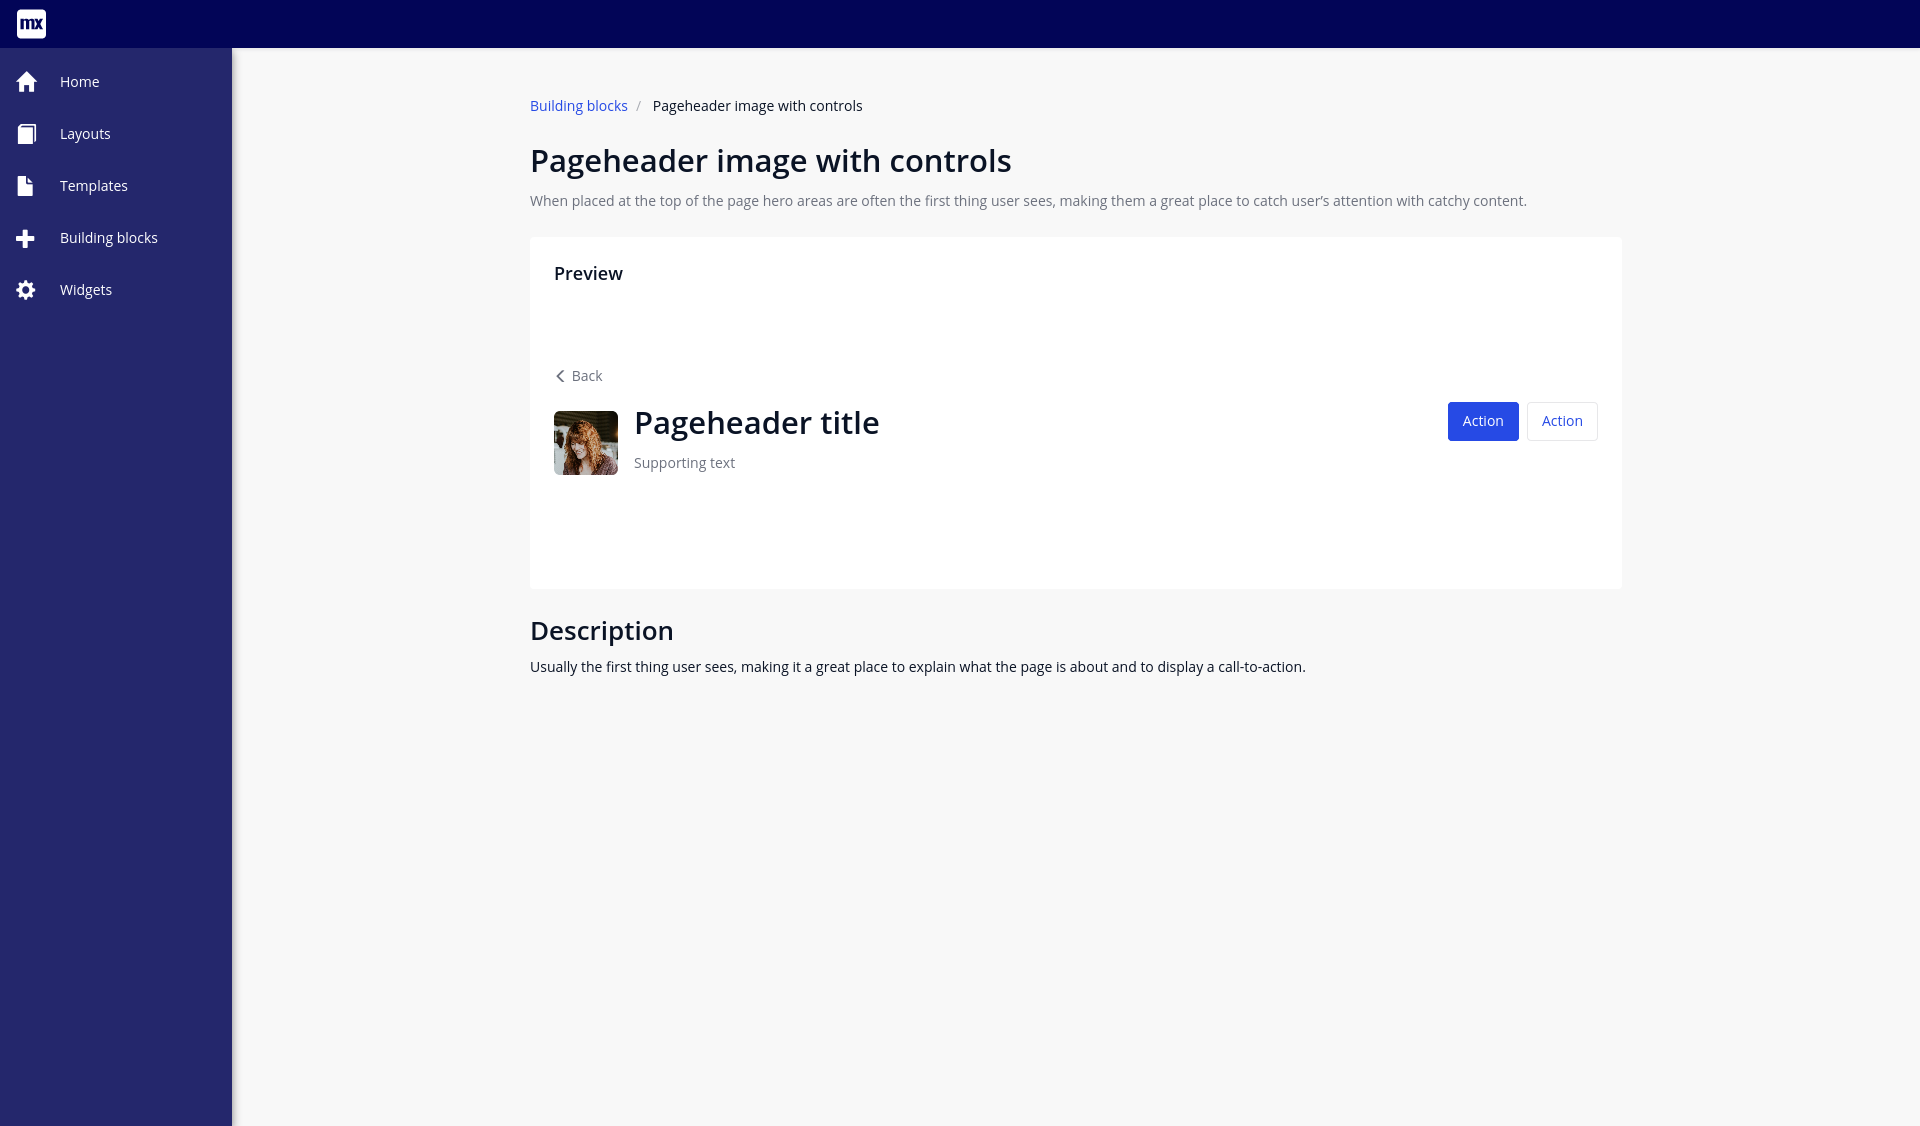 mx
Home
Layouts
Templates
Building blocks
Widgets
Building blocks / Pageheader image with controls
Pageheader image with controls
When placed at the top of the page hero areas are often the first thing user sees, making them a great place to catch user’s attention with catchy content.
Preview
Back
Pageheader title
Supporting text
Action
Action
Description
Usually the first thing user sees, making it a great place to explain what the page is about and to display a call-to-action.